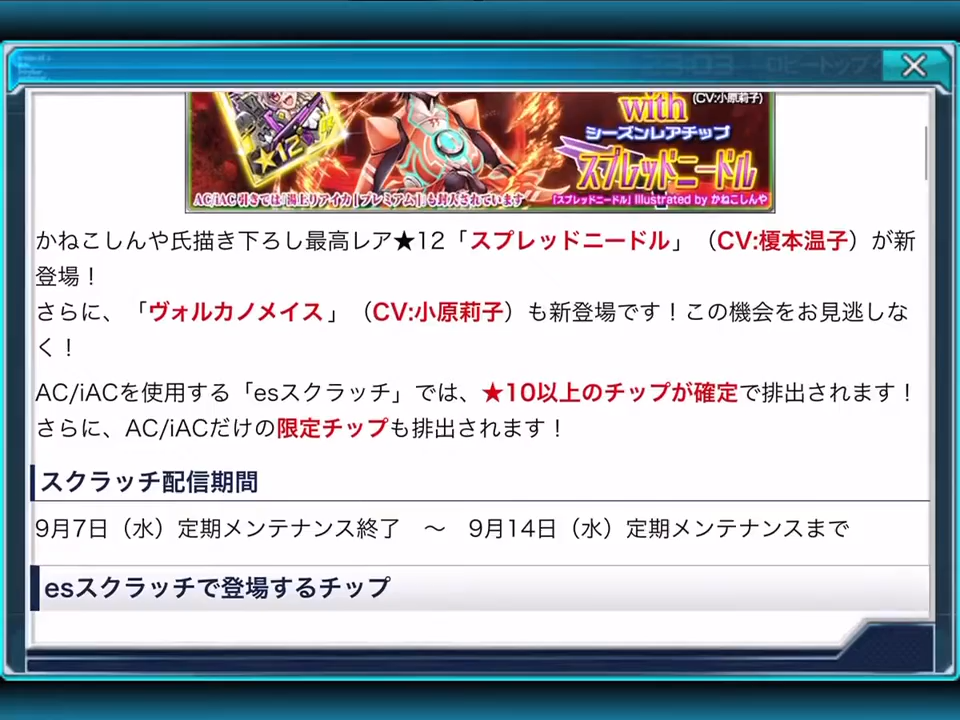 with
(CV:小原莉子)
シーズンレアチップ
スプレッドニードル
★12
AC/iAC引きでは「湯上リアイカ[プレミアム]」も封入されています
「スプレッドニードル」Illustrated by かねこしんや
かねこしんや氏描き下ろし最高レア★12「スプレッドニードル」（CV:榎本温子）が新
登場！
さらに、「ヴォルカノメイス」（CV:小原莉子）も新登場です！この機会をお見逃しな
く！
AC/iACを使用する「esスクラッチ」では、★10以上のチップが確定で排出されます！
さらに、AC/iACだけの限定チップも排出されます！
スクラッチ配信期間
9月7日（水）定期メンテナンス終了　～　9月14日（水）定期メンテナンスまで
esスクラッチで登場するチップ